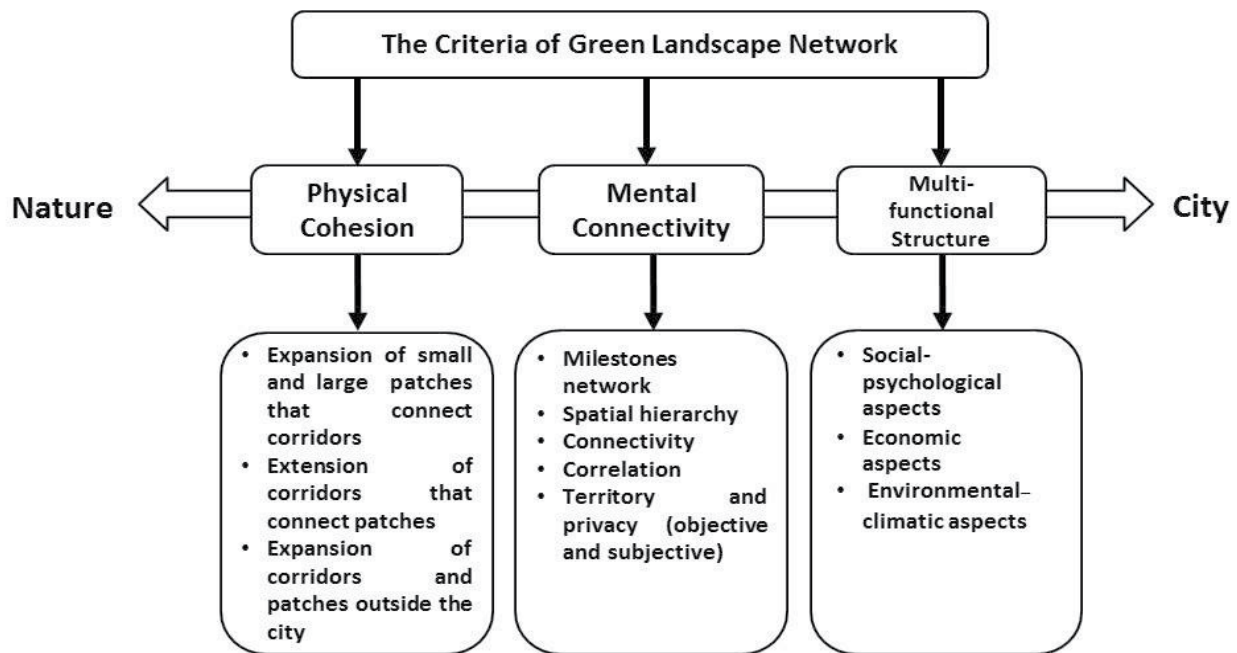 The Criteria of Green Landscape Network
Nature
Physical
Cohesion
Mental
Connectivity
Multi-
functional
Structure
City
• Expansion of small
and large patches
that connect
corridors
• Extension of
corridors that
connect patches
• Expansion of
corridors and
patches outside the
city
• Milestones
network
• Spatial hierarchy
• Connectivity
• Correlation
• Territory and
privacy (objective
and subjective)
• Social-
psychological
aspects
• Economic
aspects
• Environmental–
climatic aspects